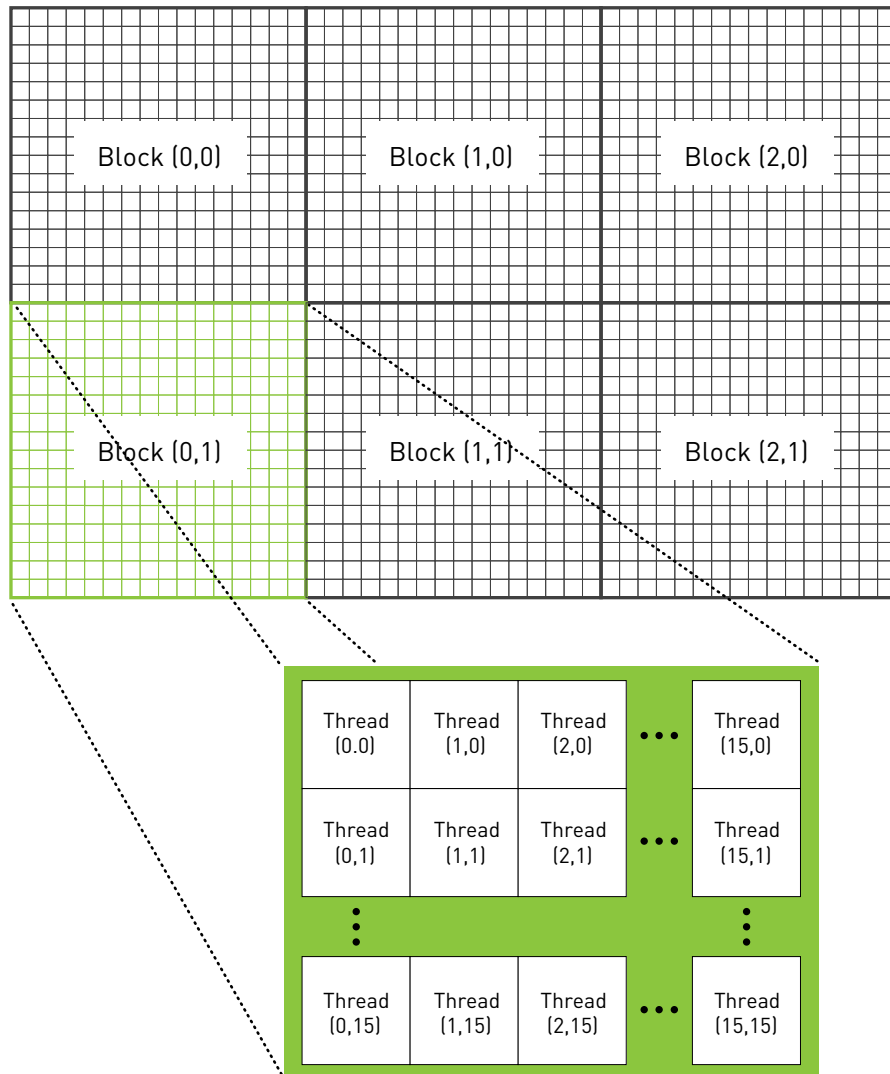 Block (0,0)
Block (1,0)
Block (2,0)
Block (0,1)
Block (1,1)
Block (2,1)
Thread
(0.0)
Thread
(1,0)
Thread
(2,0)
Thread
(15,0)
Thread
(0,1)
Thread
(1,1)
Thread
(2,1)
Thread
(15,1)
Thread
(0,15)
Thread
(1,15)
Thread
(2,15)
Thread
(15,15)